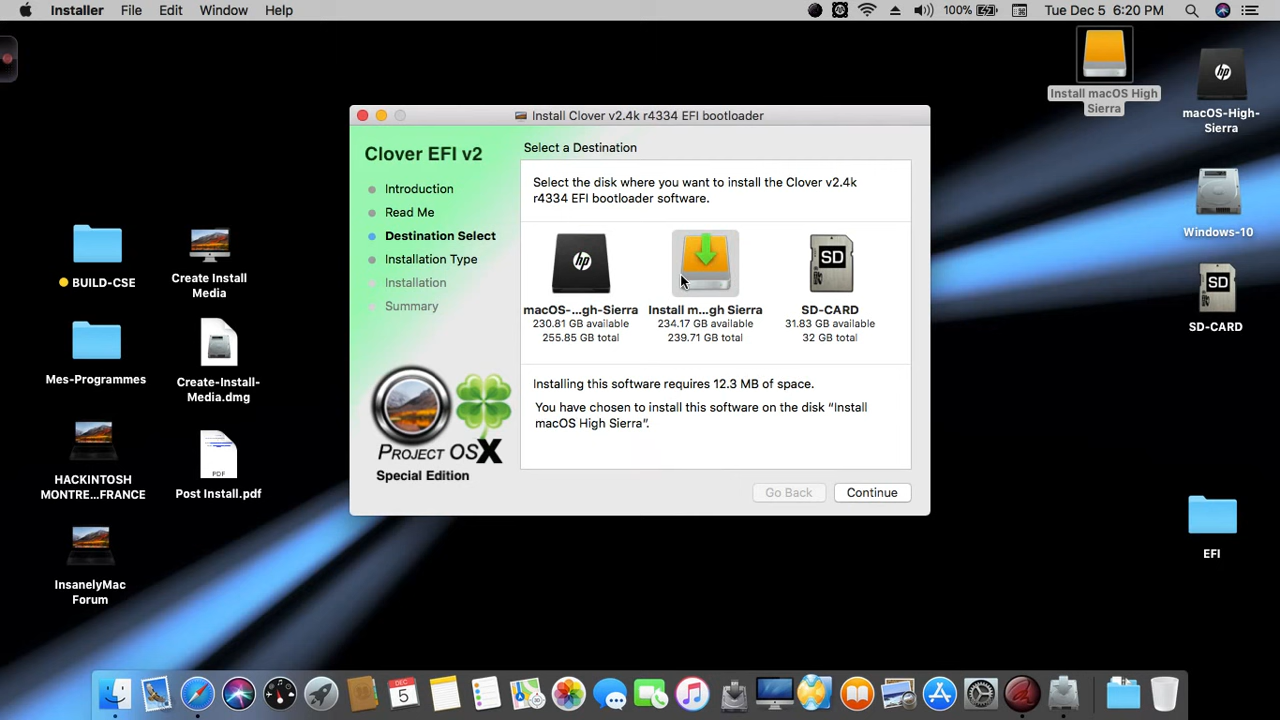 Installer File Edit Window Help
100% Tue Dec 5 6:20 PM
Install macOS High
Sierra
hp
macOS-High-
Sierra
Windows-10
SD
SD-CARD
EFI
BUILD-CSE
Create Install
Media
Mes-Programmes
Create-Install-
Media.dmg
HACKINTOSH
MONTRE...FRANCE
PDF
Post Install.pdf
InsanelyMac
Forum
Install Clover v2.4k r4334 EFI bootloader
Clover EFI v2
Introduction
Read Me
Destination Select
Installation Type
Installation
Summary
PROJECT OSX
Special Edition
Select a Destination
Select the disk where you want to install the Clover v2.4k
r4334 EFI bootloader software.
hp
SD
macOS-...gh-Sierra Install m...gh Sierra SD-CARD
230.81 GB available 234.17 GB available 31.83 GB available
255.85 GB total 239.71 GB total 32 GB total
Installing this software requires 12.3 MB of space.
You have chosen to install this software on the disk “Install
macOS High Sierra”.
Go Back Continue
DEC
5